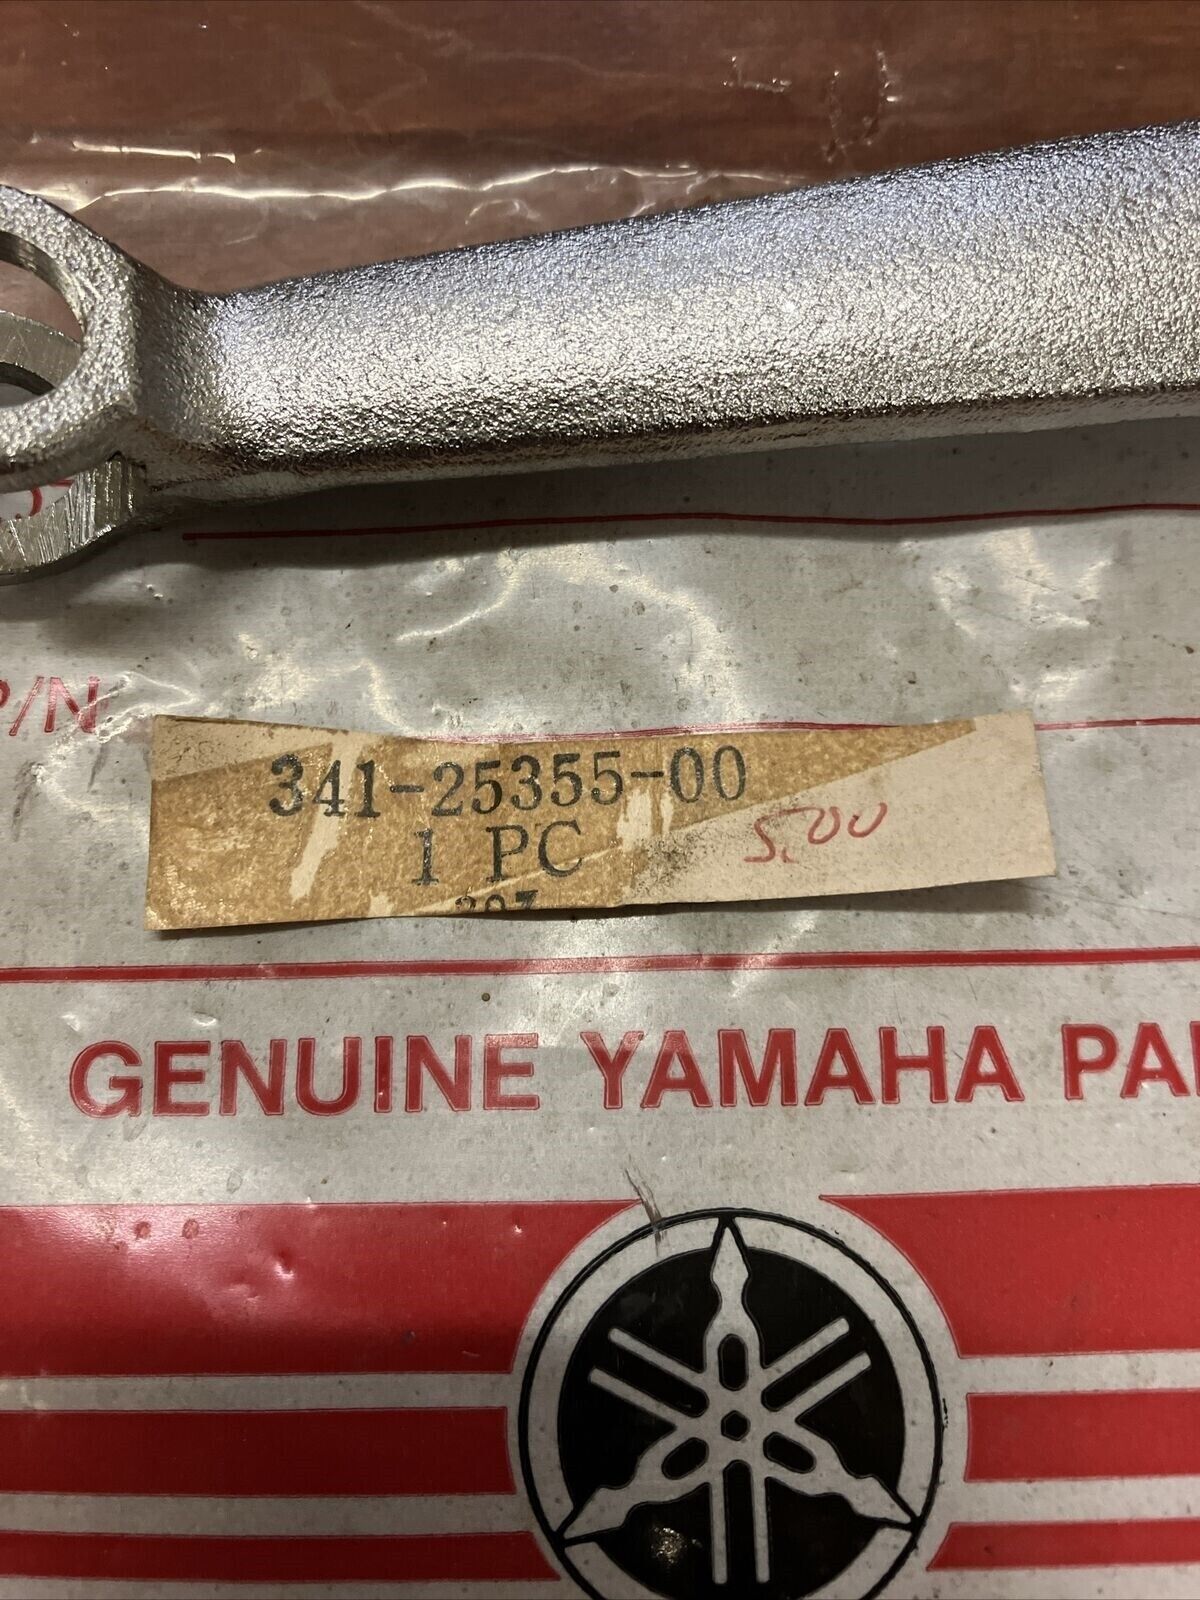 P/N
341-25355-00
1 PC
5.00
GENUINE YAMAHA PA